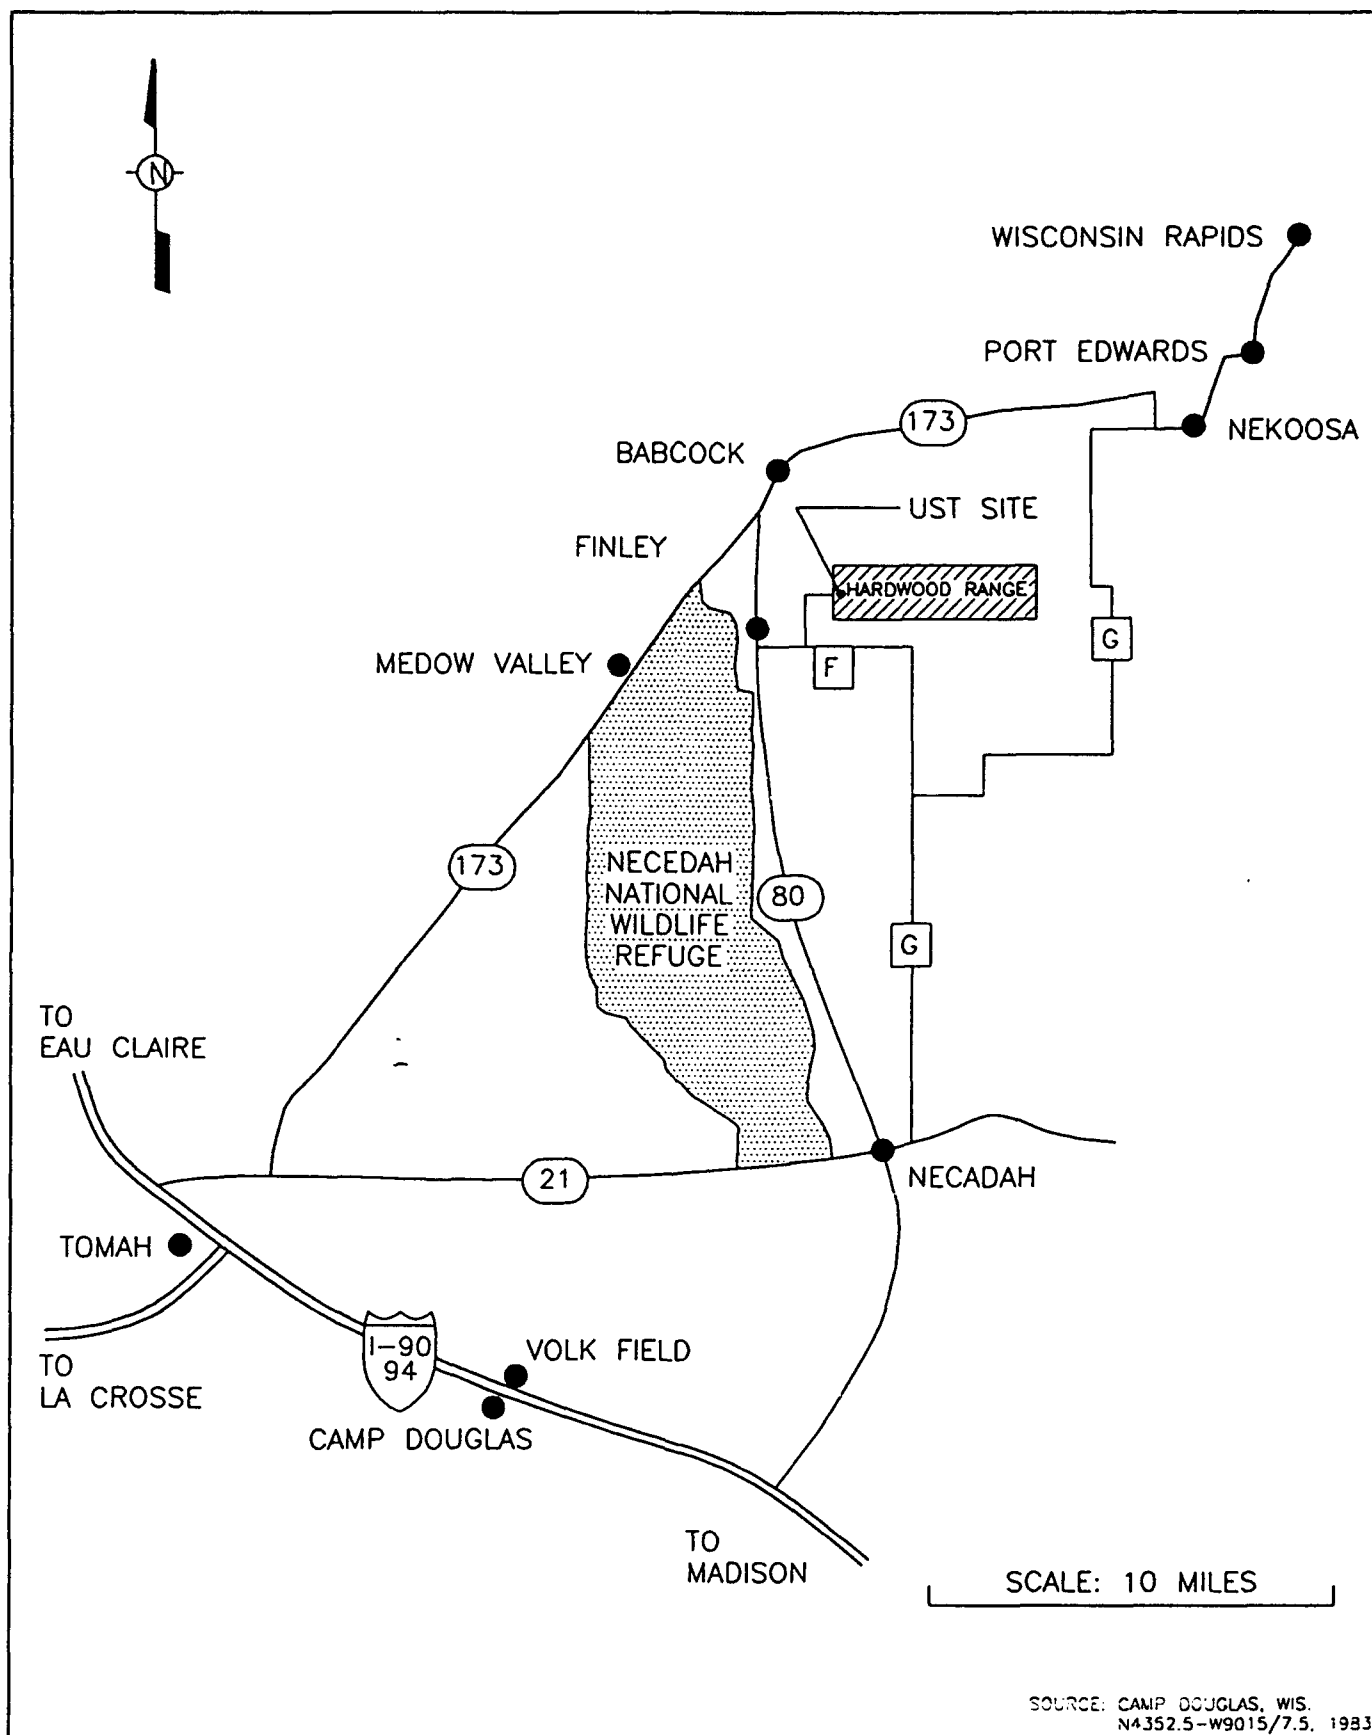 N
WISCONSIN RAPIDS
PORT EDWARDS
173
NEKOOSA
BABCOCK
UST SITE
FINLEY
HARDWOOD RANGE
G
MEDOW VALLEY
F
173
NECEDAH
NATIONAL
WILDLIFE
REFUGE
80
G
TO
EAU CLAIRE
21
NECADAH
TOMAH
I-90
94
VOLK FIELD
TO
LA CROSSE
CAMP DOUGLAS
TO
MADISON
SCALE: 10 MILES
SOURCE: CAMP DOUGLAS, WIS.
N4352.5-W9015/7.5, 1983